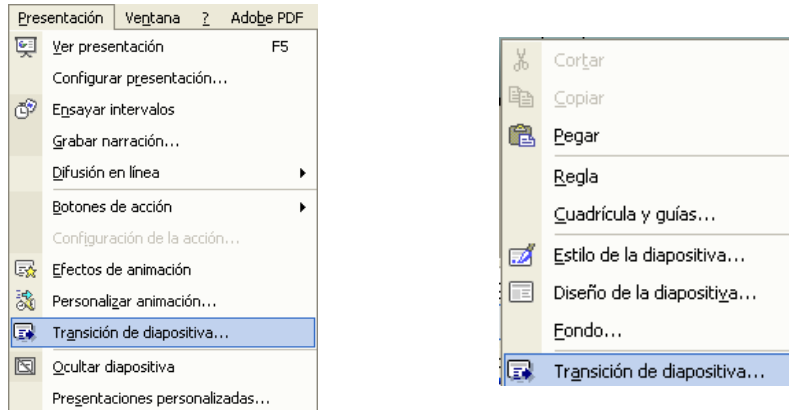 Presentación Ventana ? Adobe PDF
Ver presentación F5
Configurar presentación...
Ensayar intervalos
Grabar narración...
Difusión en línea
Botones de acción
Configuración de la acción...
Efectos de animación
Personalizar animación...
Transición de diapositiva...
Ocultar diapositiva
Presentaciones personalizadas...
Cortar
Copiar
Pegar
Regla
Cuadrícula y guías...
Estilo de la diapositiva...
Diseño de la diapositiva...
Fondo...
Transición de diapositiva...